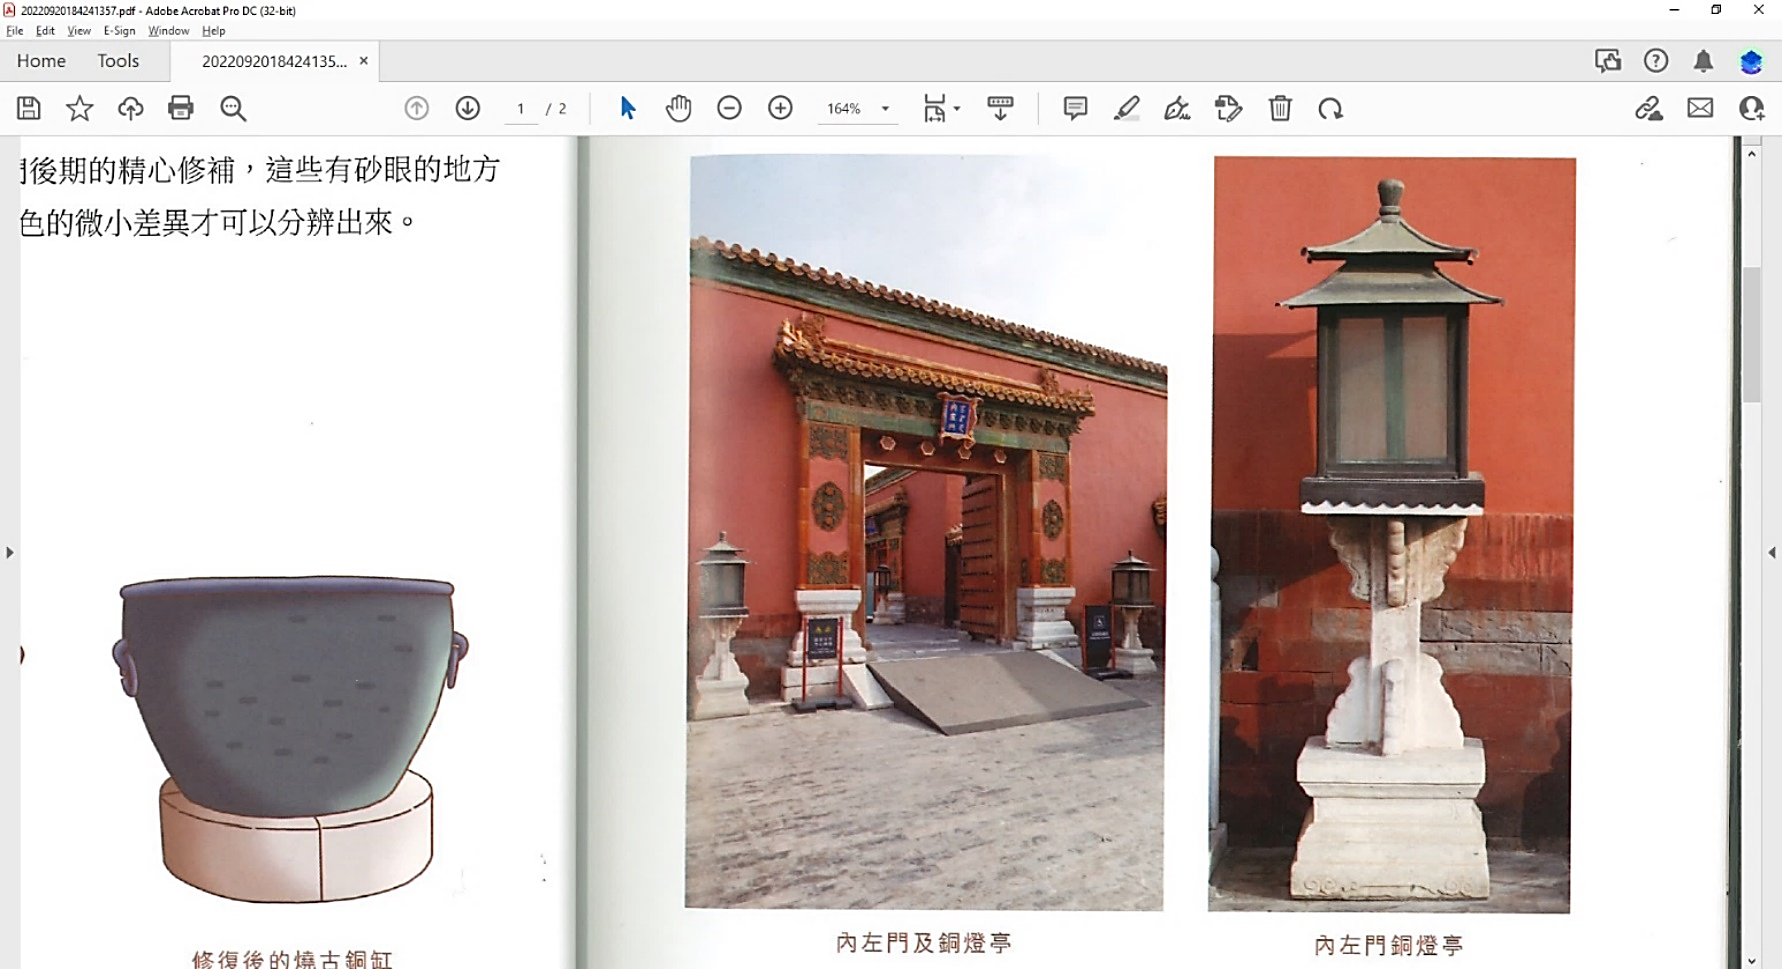 20220920184241357.pdf - Adobe Acrobat Pro DC (32-bit)
File Edit View E-Sign Window Help
Home Tools 2022092018424135... ×
1 / 2 164%
後期的精心修補，這些有砂眼的地方
色的微小差異才可以分辨出來。
修復後的燒古銅缸
內左門及銅燈亭
內左門銅燈亭